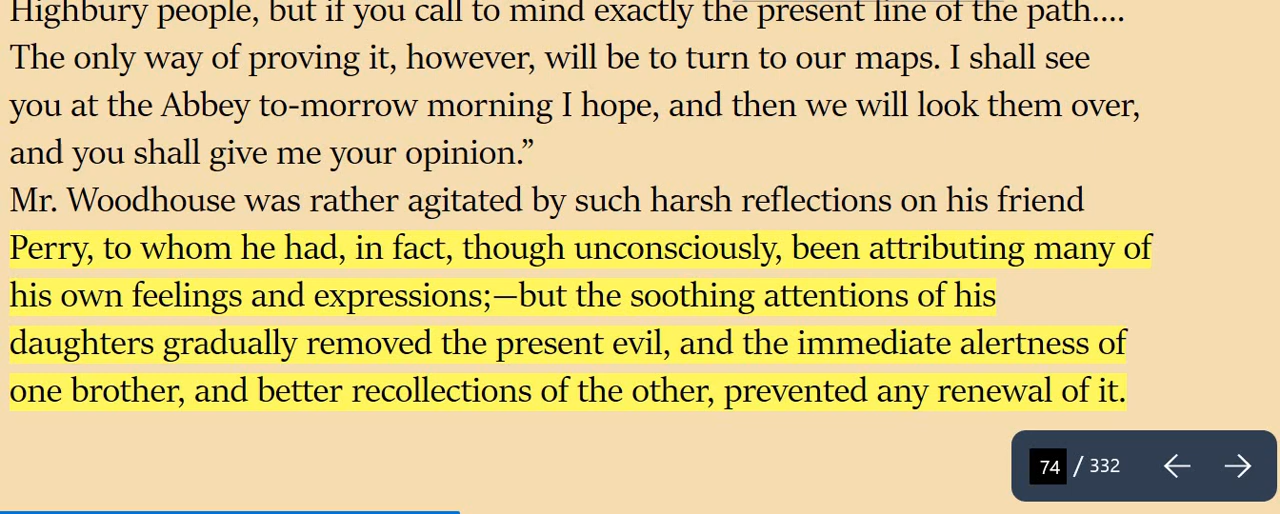 Highbury people, but if you call to mind exactly the present line of the path....
The only way of proving it, however, will be to turn to our maps. I shall see
you at the Abbey to-morrow morning I hope, and then we will look them over,
and you shall give me your opinion.”
Mr. Woodhouse was rather agitated by such harsh reflections on his friend
Perry, to whom he had, in fact, though unconsciously, been attributing many of
his own feelings and expressions;—but the soothing attentions of his
daughters gradually removed the present evil, and the immediate alertness of
one brother, and better recollections of the other, prevented any renewal of it.
74 / 332